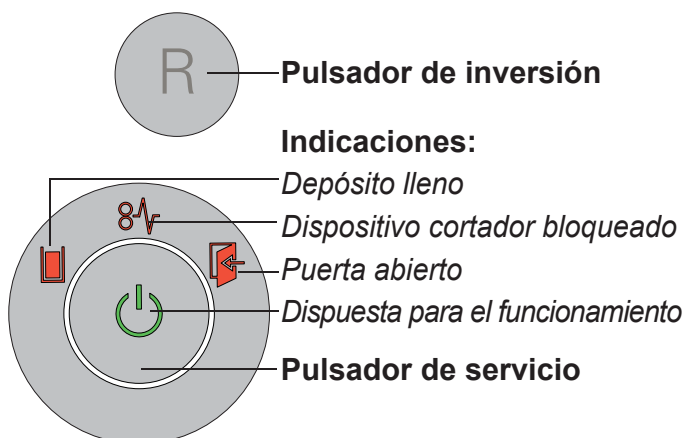 R
Pulsador de inversión
Indicaciones:
Depósito lleno
Dispositivo cortador bloqueado
Puerta abierto
Dispuesta para el funcionamiento
Pulsador de servicio